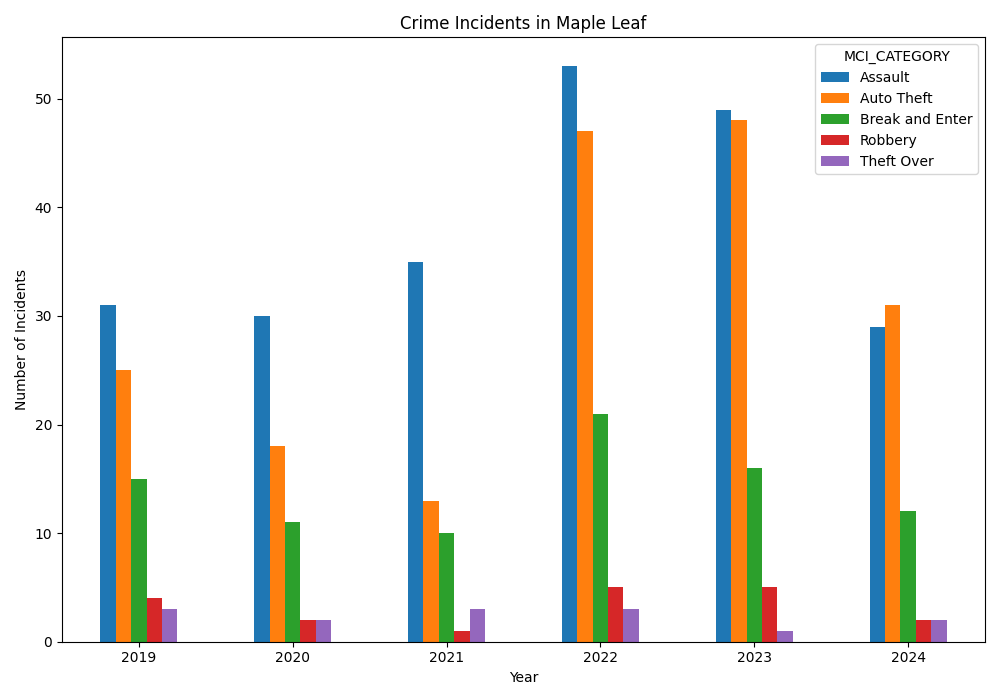 Crime Incidents in Maple Leaf
MCI_CATEGORY
Assault
Auto Theft
Break and Enter
Robbery
Theft Over
Number of Incidents
50
40
30
20
10
0
2019 2020 2021 2022 2023 2024
Year